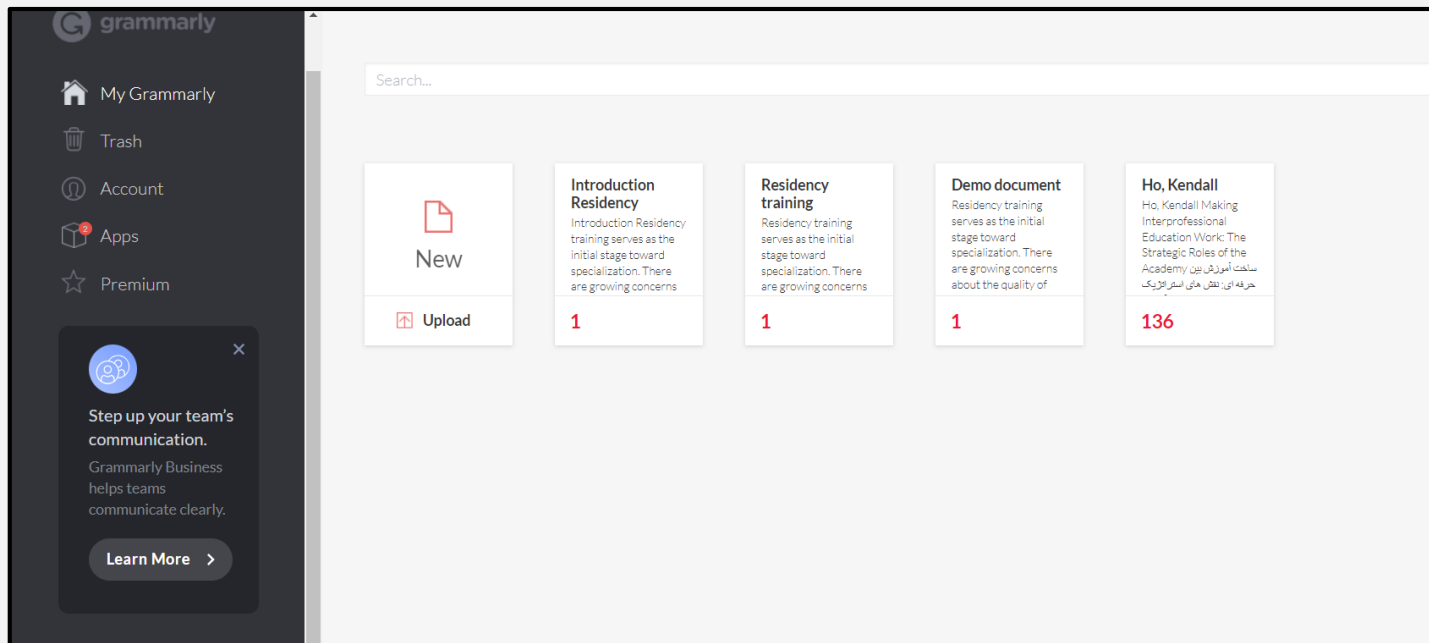 grammarly
My Grammarly
Trash
Account
Apps
2
Premium
Step up your team's
communication.
Grammarly Business
helps teams
communicate clearly.
Learn More
Search...
New
Upload
Introduction
Residency
Introduction Residency
training serves as the
initial stage toward
specialization. There
are growing concerns
1
Residency
training
Residency training
serves as the initial
stage toward
specialization. There
are growing concerns
1
Demo document
Residency training
serves as the initial
stage toward
specialization. There
are growing concerns
about the quality of
1
Ho, Kendall
Ho, Kendall Making
Interprofessional
Education Work: The
Strategic Roles of the
Academy ساخت آموزش بین
حرفه ای: نقش های استراتژیک
136